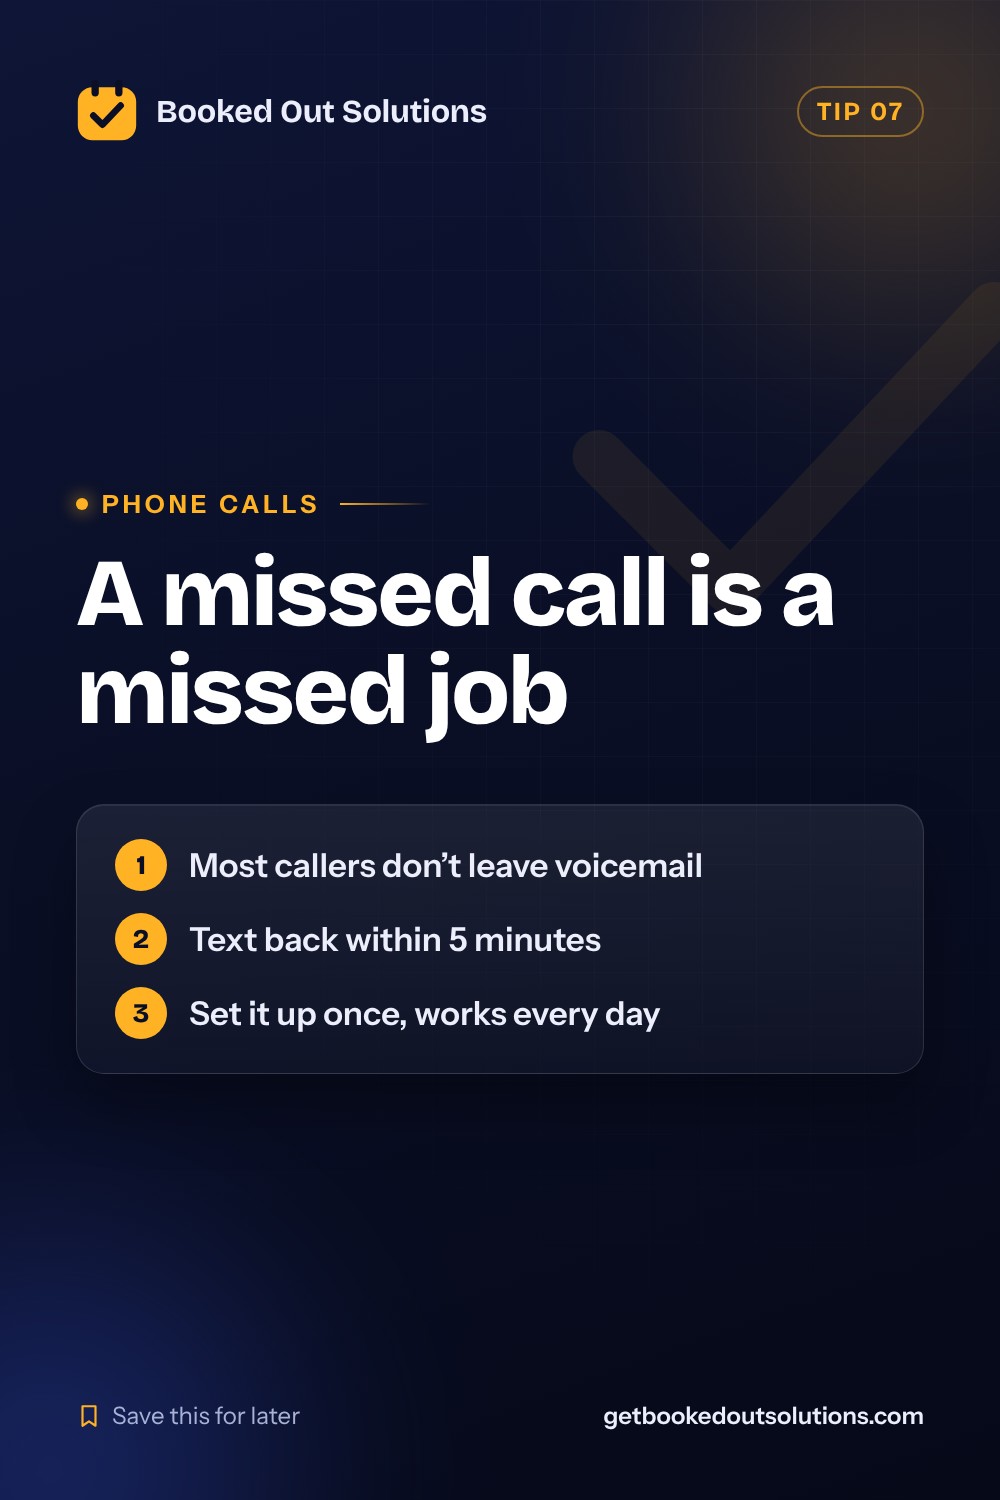 Booked Out Solutions
TIP 07
PHONE CALLS
A missed call is a
missed job
1 Most callers don’t leave voicemail
2 Text back within 5 minutes
3 Set it up once, works every day
Save this for later
getbookedoutsolutions.com